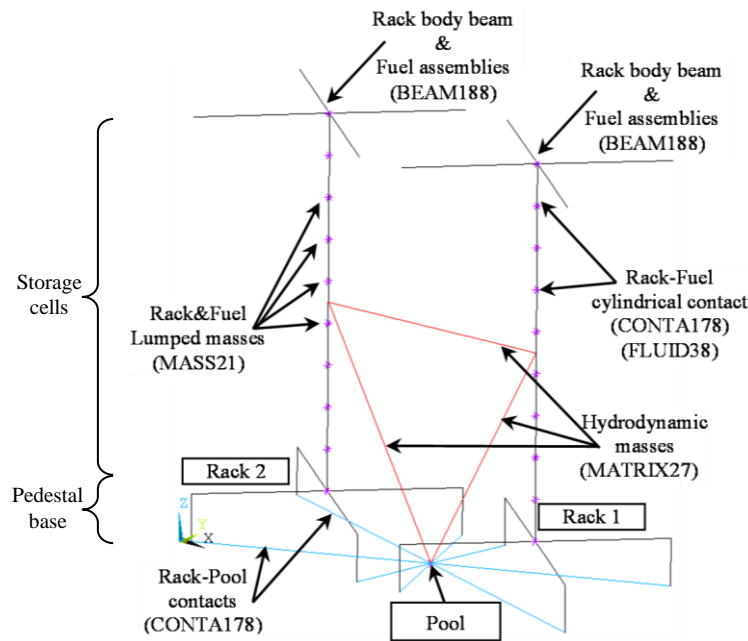 Rack body beam
&
Fuel assemblies
(BEAM188)
Rack body beam
&
Fuel assemblies
(BEAM188)
Storage
cells
Rack&Fuel
Lumped masses
(MASS21)
Rack-Fuel
cylindrical contact
(CONTA178)
(FLUID38)
Hydrodynamic
masses
(MATRIX27)
Rack 2
Pedestal
base
Rack 1
Z
Y
X
Rack-Pool
contacts
(CONTA178)
Pool